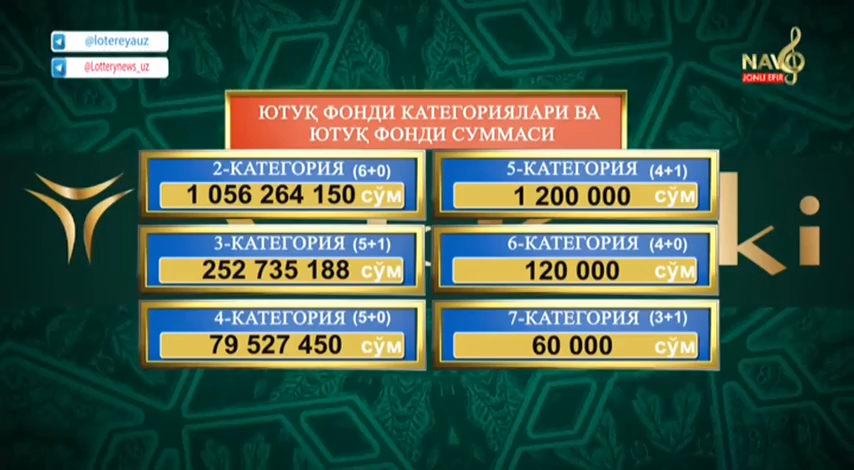 @lotereyauz
@Lotterynews_uz
NAVO
JONLI EFIR
ЮТУҚ ФОНДИ КАТЕГОРИЯЛАРИ ВА
ЮТУҚ ФОНДИ СУММАСИ
2-КАТЕГОРИЯ (6+0)
1 056 264 150 сўм
3-КАТЕГОРИЯ (5+1)
252 735 188 сўм
4-КАТЕГОРИЯ (5+0)
79 527 450 сўм
5-КАТЕГОРИЯ (4+1)
1 200 000 сўм
6-КАТЕГОРИЯ (4+0)
120 000 сўм
7-КАТЕГОРИЯ (3+1)
60 000 сўм